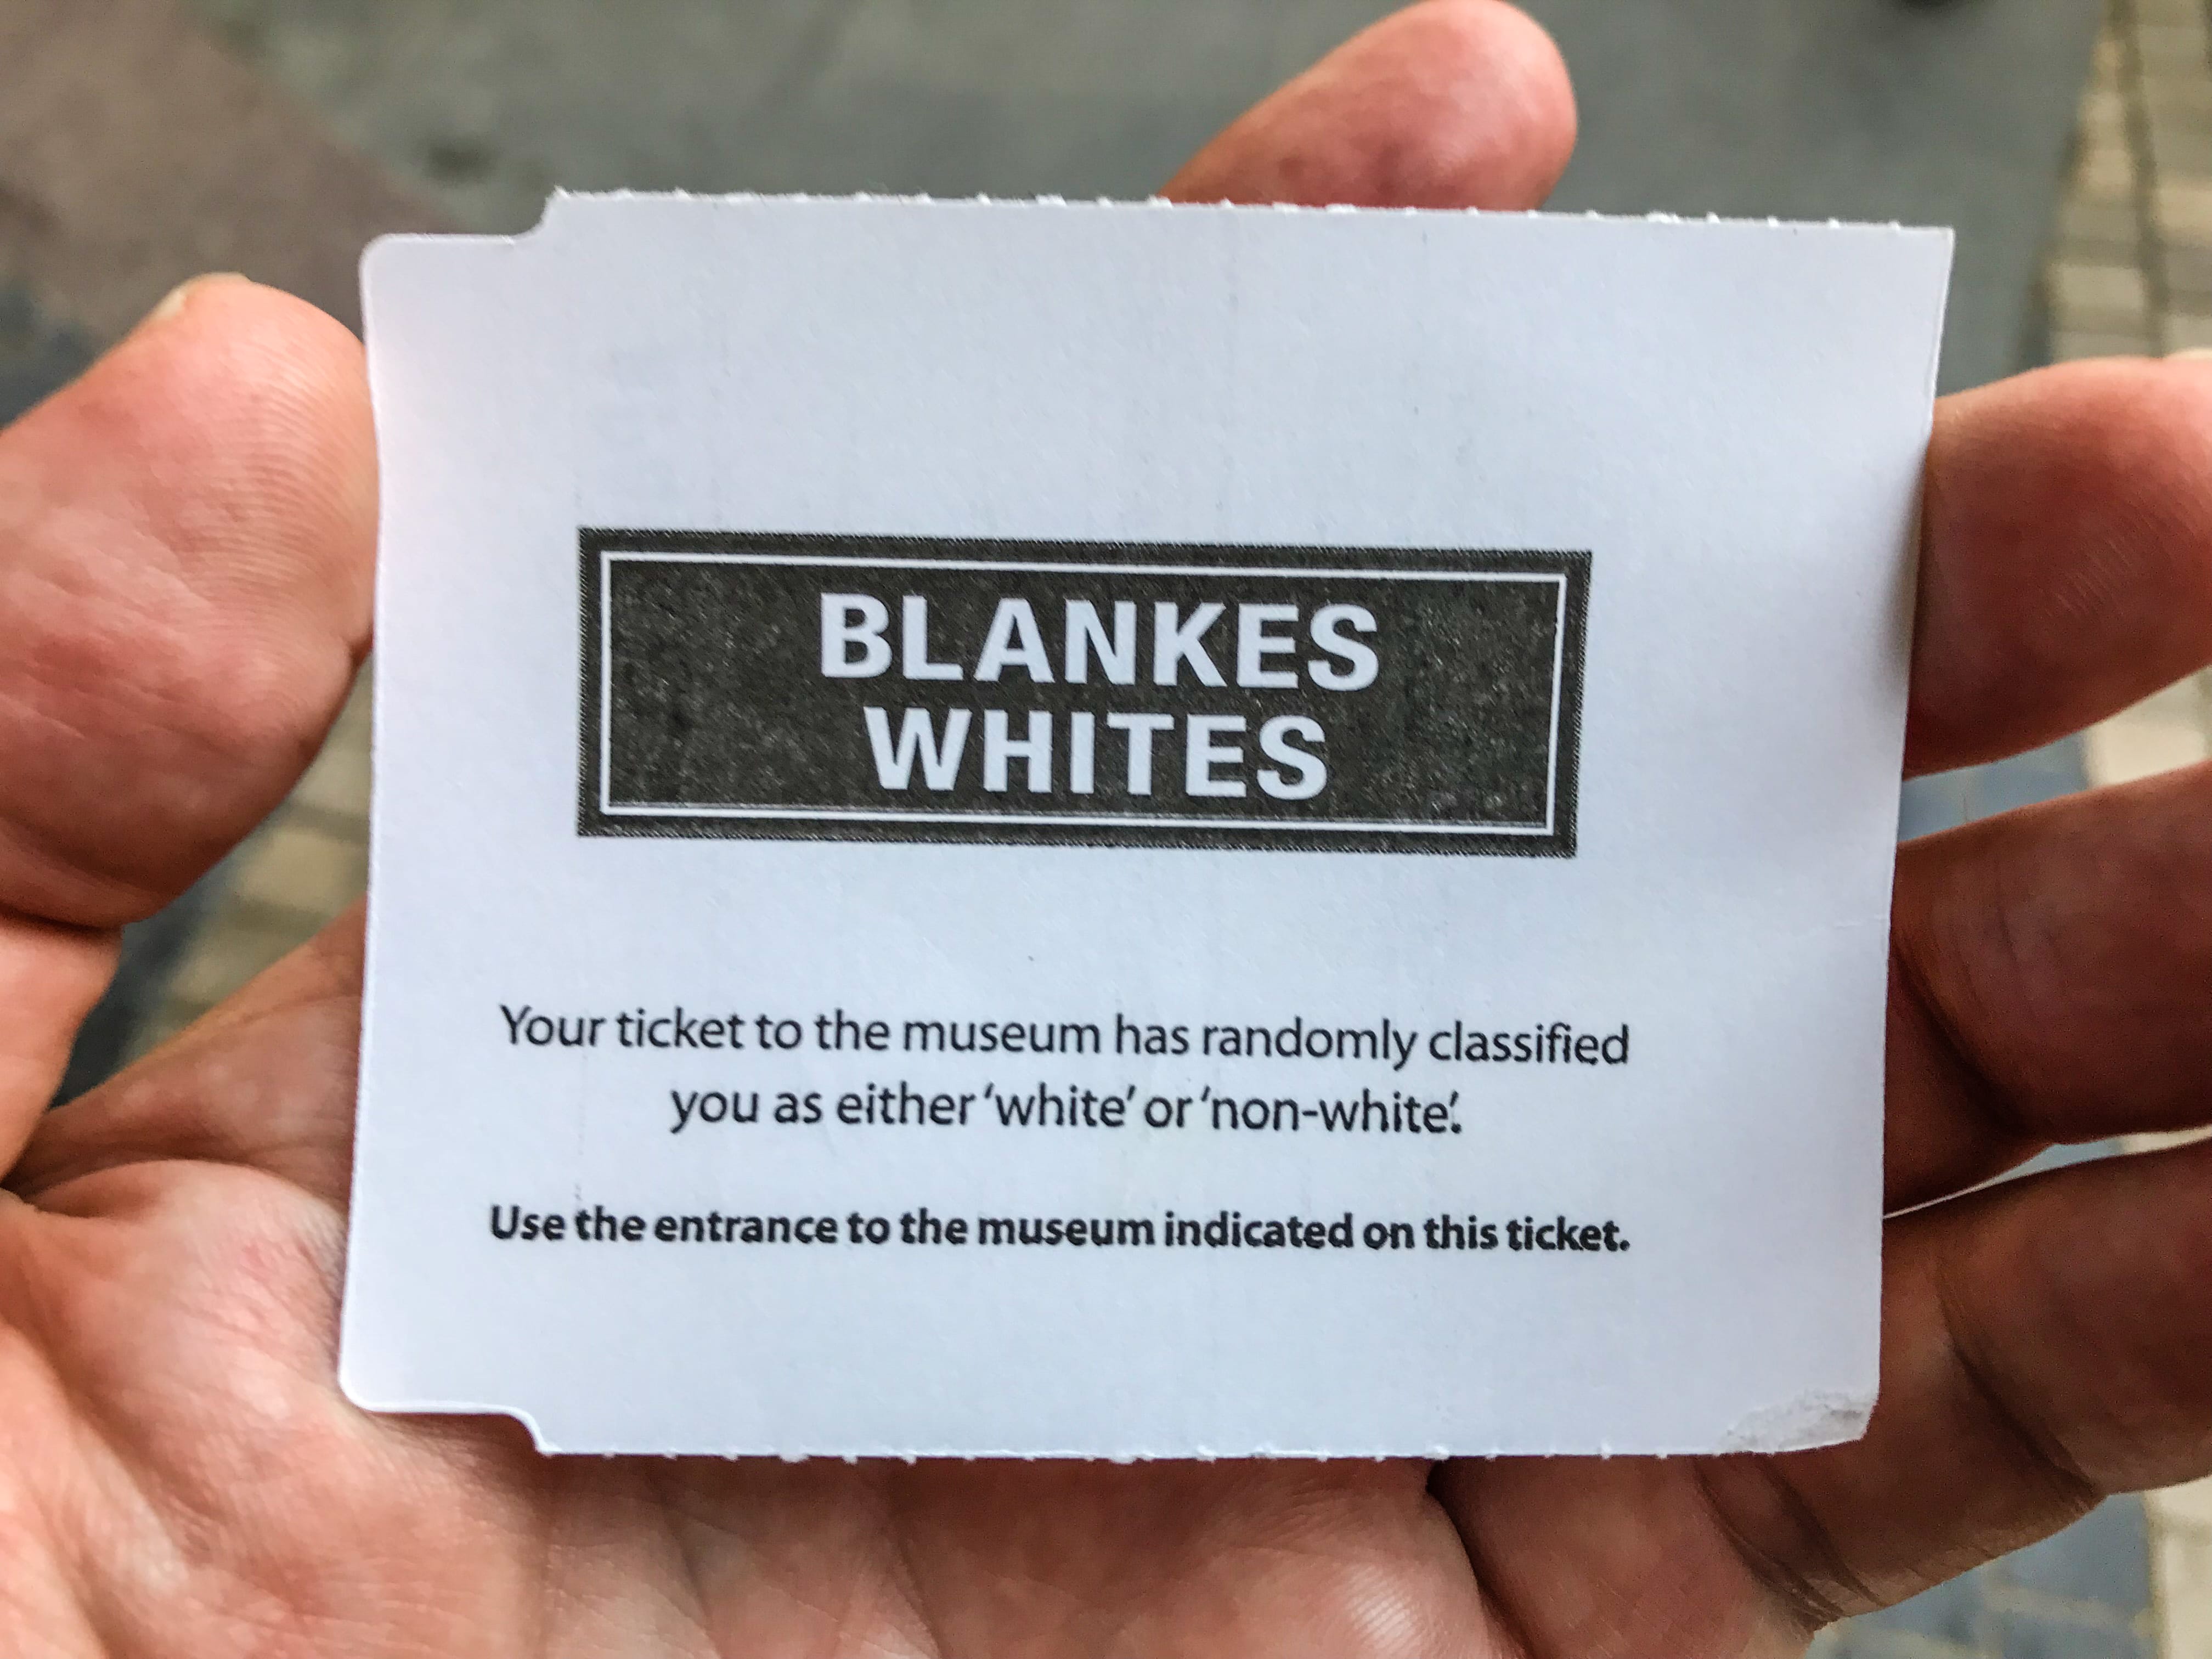 BLANKES
WHITES
Your ticket to the museum has randomly classified
you as either 'white' or 'non-white'.
Use the entrance to the museum indicated on this ticket.